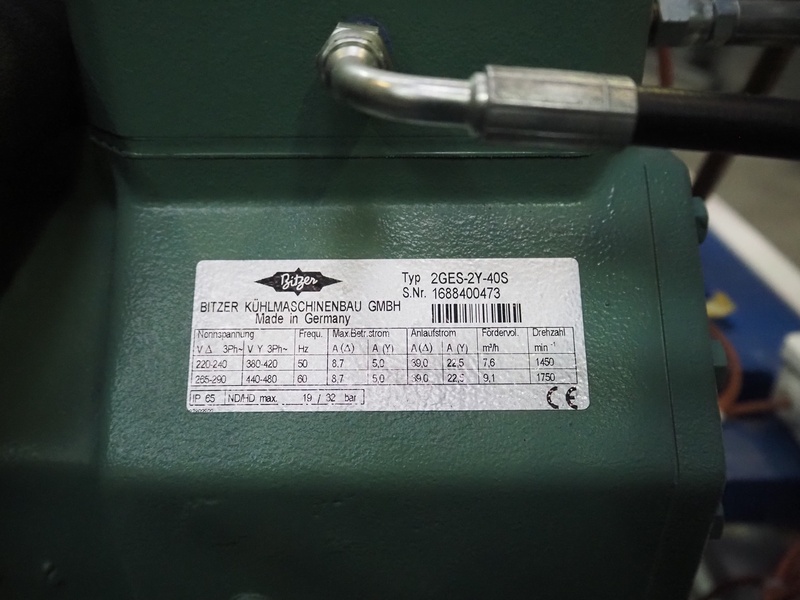 Bitzer
Typ 2GES-2Y-40S
S.Nr. 1688400473
BITZER KÜHLMASCHINENBAU GMBH
Made in Germany
Nennspannung Frequ. Max.Betr.strom Anlaufstrom Fördervol. Drehzahl
V Δ 3Ph~ V Y 3Ph~ Hz A (Δ) A (Y) A (Δ) A (Y) m³/h min⁻¹
220-240 380-420 50 8,7 5,0 39,0 22,5 7,6 1450
265-290 440-480 60 8,7 5,0 39,0 22,5 9,1 1750
IP 65 ND/HD max. 19 / 32 bar
CE